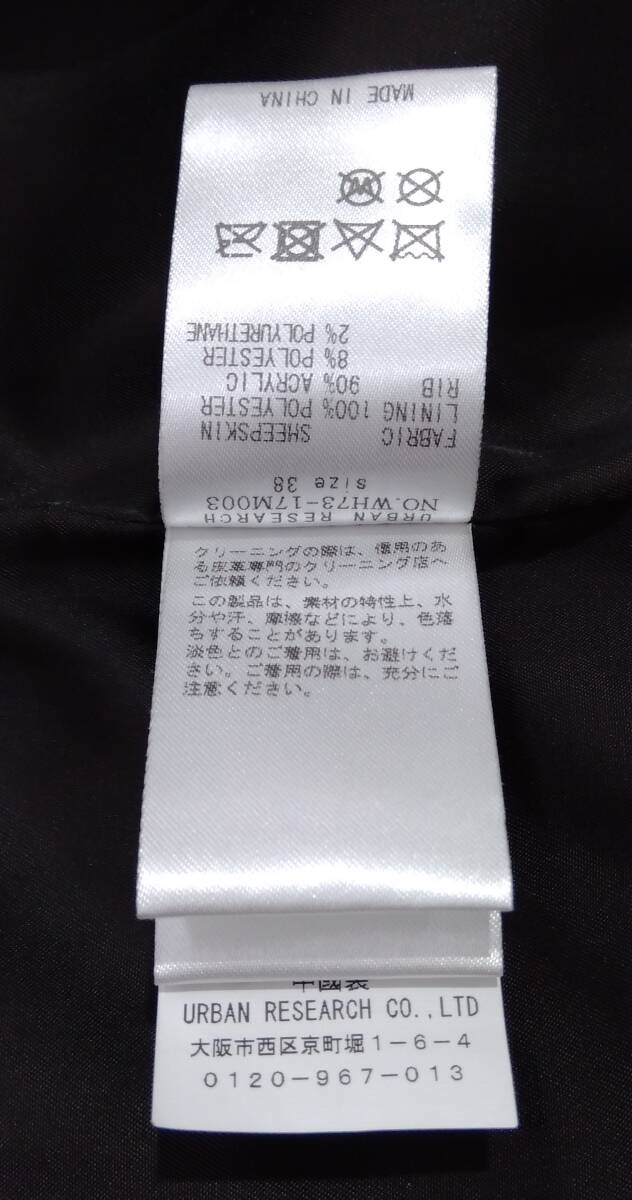 URBAN RESEARCH
NO.WH73-17M003
size 38
FABRIC SHEEPSKIN
LINING 100% POLYESTER
RIB 90% ACRYLIC
8% POLYESTER
2% POLYURETHANE
W
MADE IN CHINA
クリーニングの際は、信用のあ
る皮革専門のクリーニング店へ
ご依頼ください。
この製品は、素材の特性上、水
分や汗、摩擦などにより、色落
ちすることがあります。
淡色とのご着用は、お避けくだ
さい。ご着用の際は、充分にご
注意ください。
中国製
URBAN RESEARCH CO.,LTD
大阪市西区京町堀1-6-4
0120-967-013